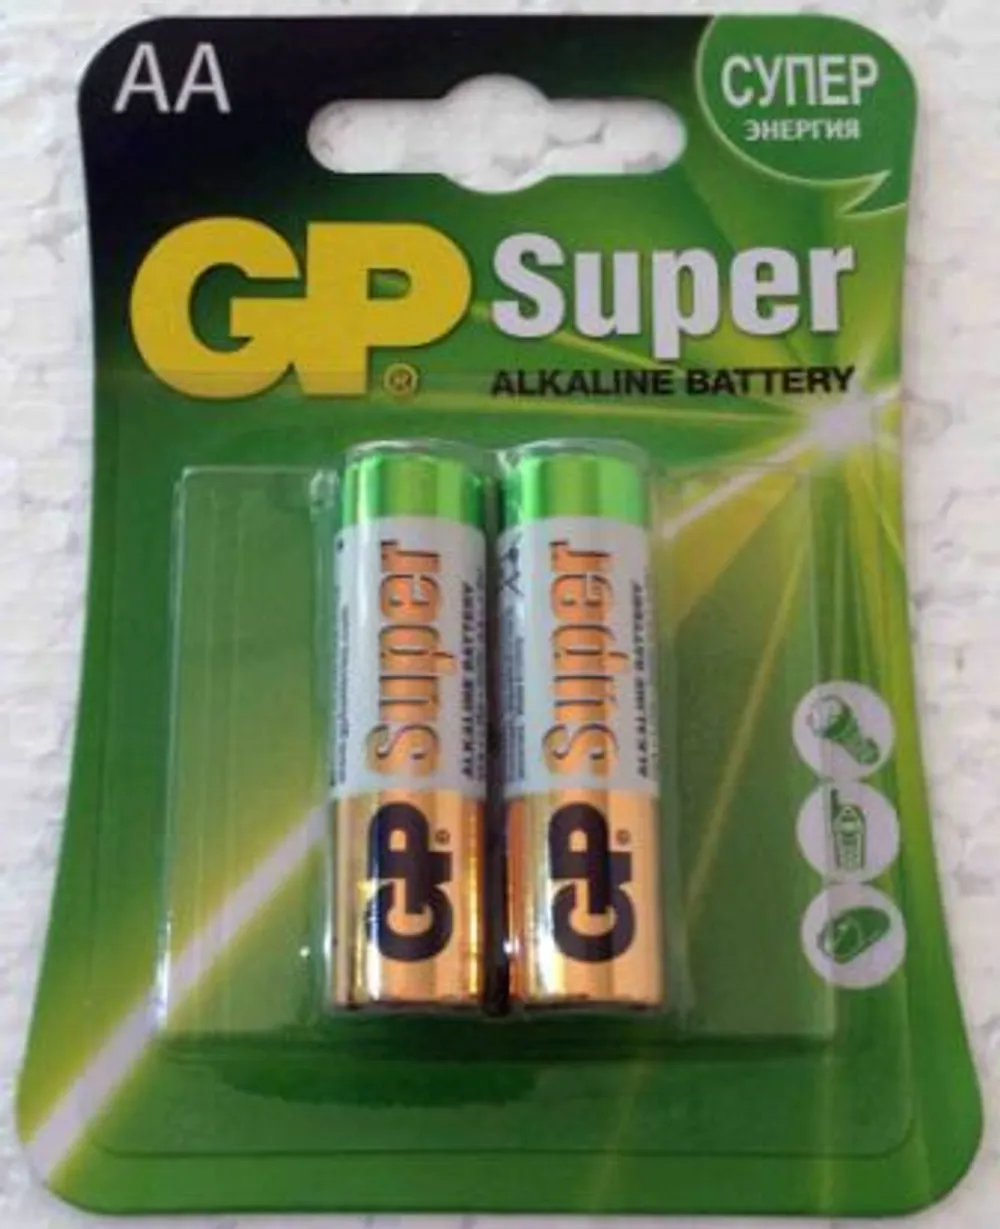 AA
СУПЕР
ЭНЕРГИЯ
GP Super
®
ALKALINE BATTERY
Super
ALKALINE BATTERY
GP®
Super
ALKALINE BATTERY
GP®